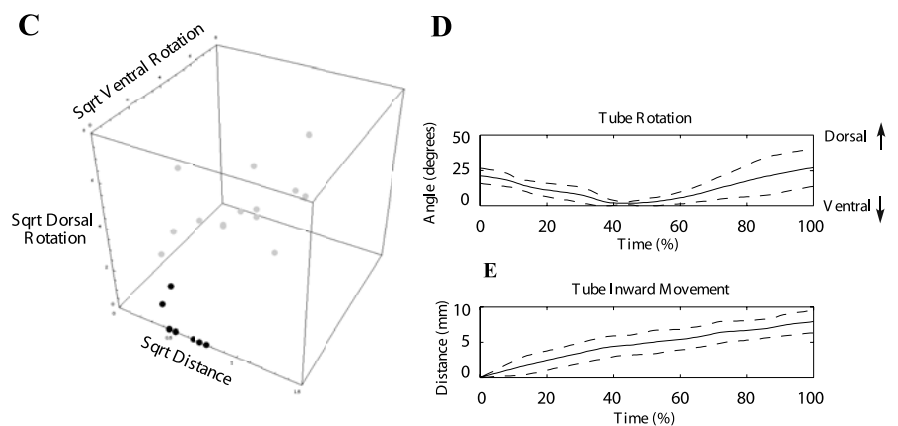 C
Sqrt Ventral Rotation
Sqrt Dorsal
Rotation
Sqrt Distance
D
Tube Rotation
Angle (degrees)
50
25
0
0 20 40 60 80 100
Time (%)
Dorsal
Ventral
E
Tube Inward Movement
Distance (mm)
10
5
0
0 20 40 60 80 100
Time (%)